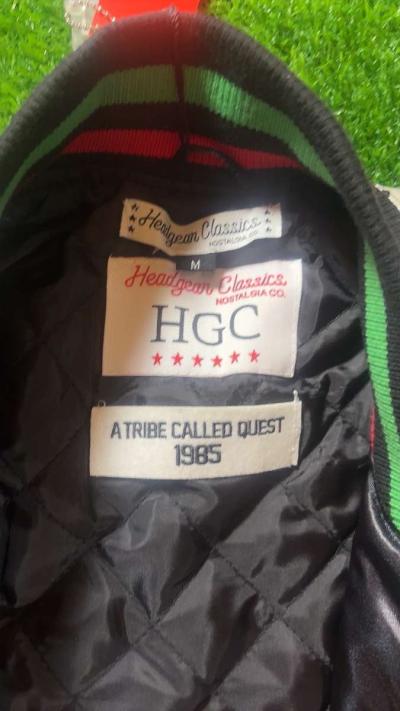 Headgear Classics
NOSTALGIA CO.
M
Headgear Classics
NOSTALGIA CO.
HGC
A TRIBE CALLED QUEST
1985